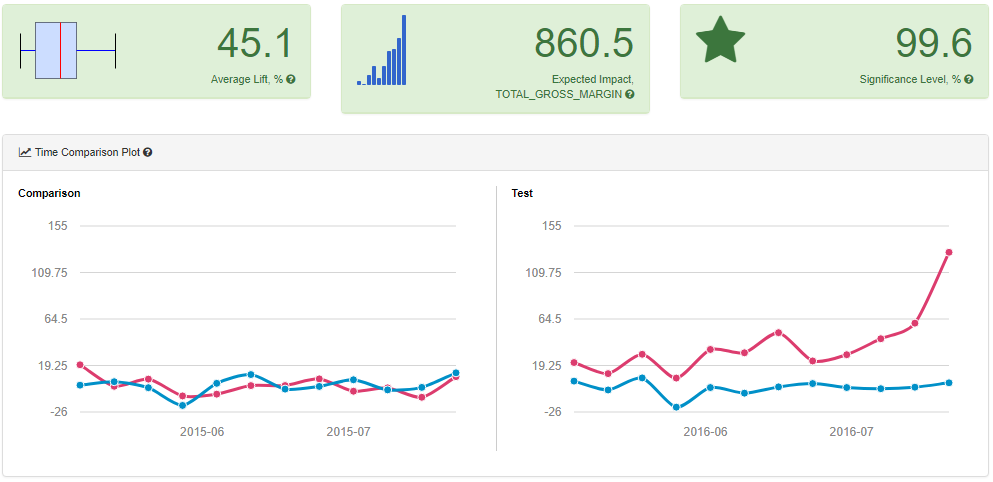 45.1
Average Lift, %
860.5
Expected Impact,
TOTAL_GROSS_MARGIN
99.6
Significance Level, %
Time Comparison Plot
Comparison
155
109.75
64.5
19.25
-26
2015-06 2015-07
Test
155
109.75
64.5
19.25
-26
2016-06 2016-07